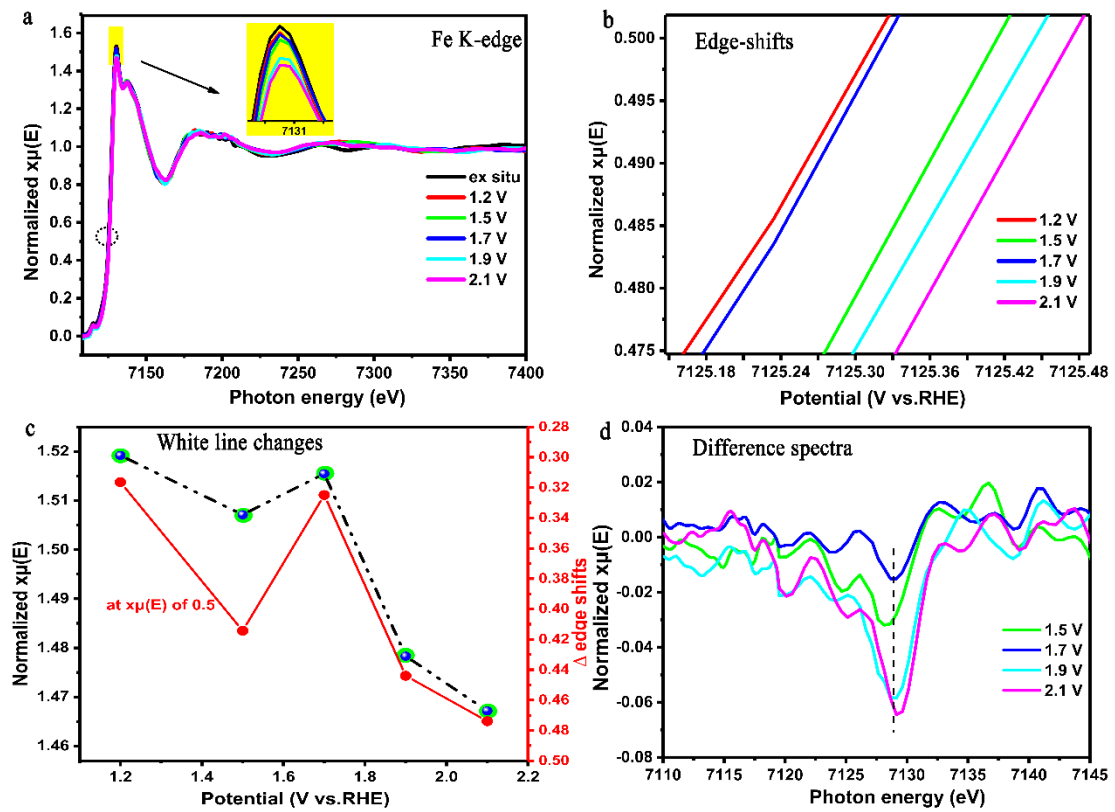 a
Fe K-edge
Normalized xμ(E)
1.6
1.4
1.2
1.0
0.8
0.6
0.4
0.2
0.0
7131
ex situ
1.2 V
1.5 V
1.7 V
1.9 V
2.1 V
7150 7200 7250 7300 7350 7400
Photon energy (eV)
b
Edge-shifts
Normalized xμ(E)
0.500
0.495
0.490
0.485
0.480
0.475
1.2 V
1.5 V
1.7 V
1.9 V
2.1 V
7125.18 7125.24 7125.30 7125.36 7125.42 7125.48
Potential (V vs.RHE)
c
White line changes
Normalized xμ(E)
1.52
1.51
1.50
1.49
1.48
1.47
1.46
at xμ(E) of 0.5
0.28
0.30
0.32
0.34
0.36
0.38
0.40
0.42
0.44
0.46
0.48
0.50
Δ edge shifts
1.2 1.4 1.6 1.8 2.0 2.2
Potential (V vs.RHE)
d
Difference spectra
Normalized xμ(E)
0.04
0.02
0.00
-0.02
-0.04
-0.06
-0.08
1.5 V
1.7 V
1.9 V
2.1 V
7110 7115 7120 7125 7130 7135 7140 7145
Photon energy (eV)